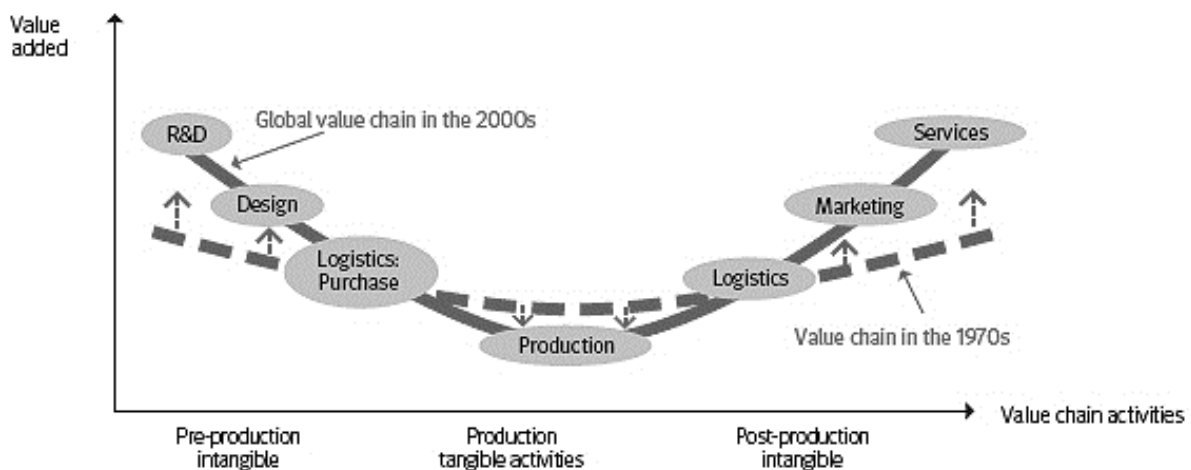 Value
added
Global value chain in the 2000s
R&D
Services
Design
Marketing
Logistics:
Purchase
Logistics
Production
Value chain in the 1970s
Value chain activities
Pre-production
intangible
Production
tangible activities
Post-production
intangible